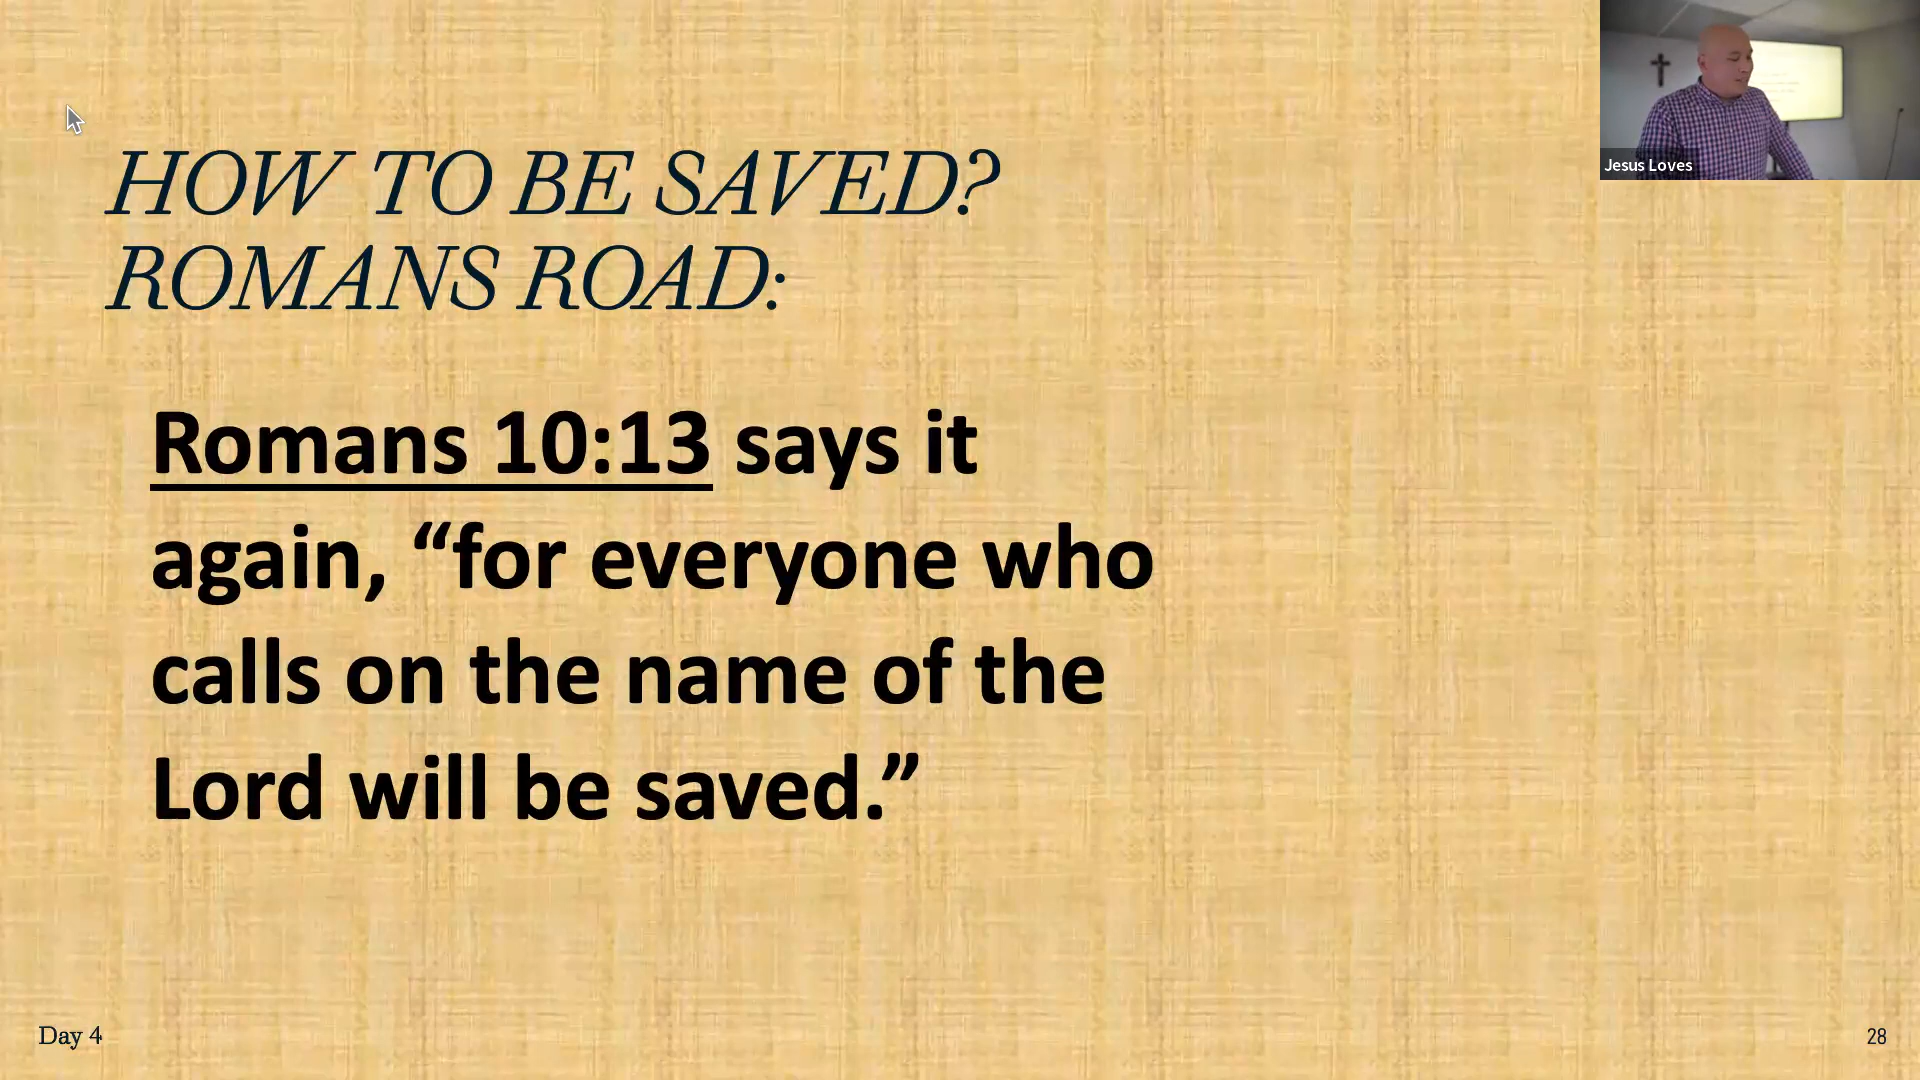 HOW TO BE SAVED?
ROMANS ROAD:
Romans 10:13 says it
again, “for everyone who
calls on the name of the
Lord will be saved.”
Jesus Loves
Day 4
28